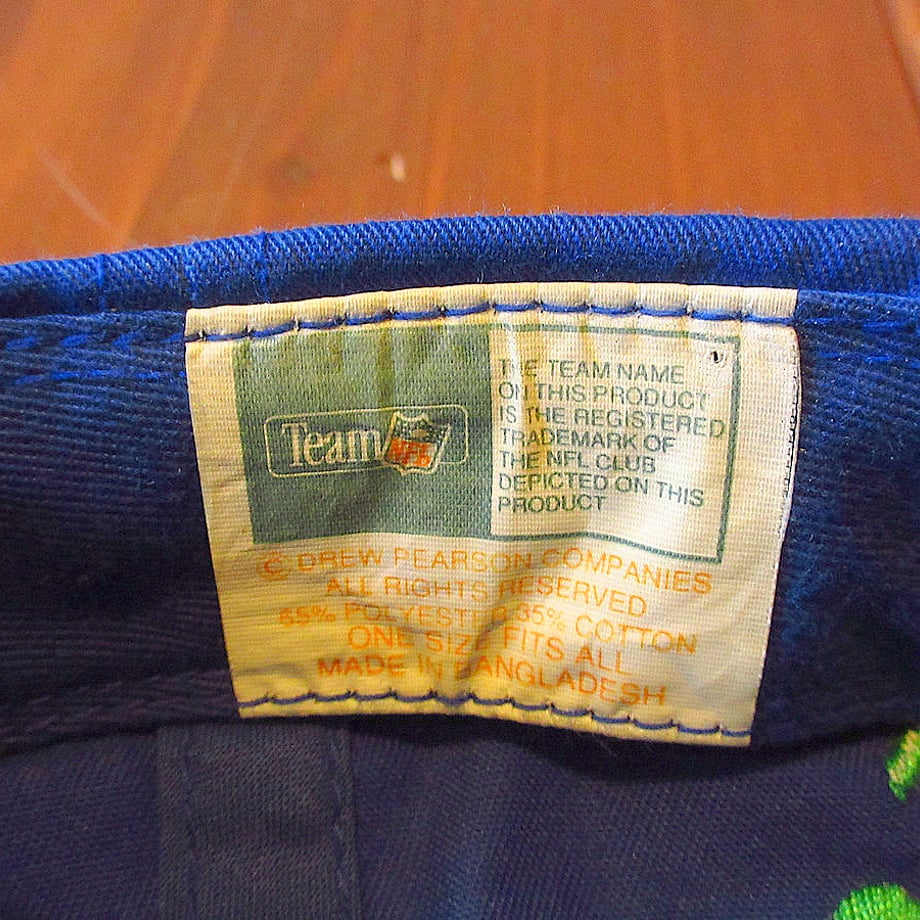 Team NFL
THE TEAM NAME
ON THIS PRODUCT
IS THE REGISTERED
TRADEMARK OF
THE NFL CLUB
DEPICTED ON THIS
PRODUCT
© DREW PEARSON COMPANIES
ALL RIGHTS RESERVED
65% POLYESTER 35% COTTON
ONE SIZE FITS ALL
MADE IN BANGLADESH